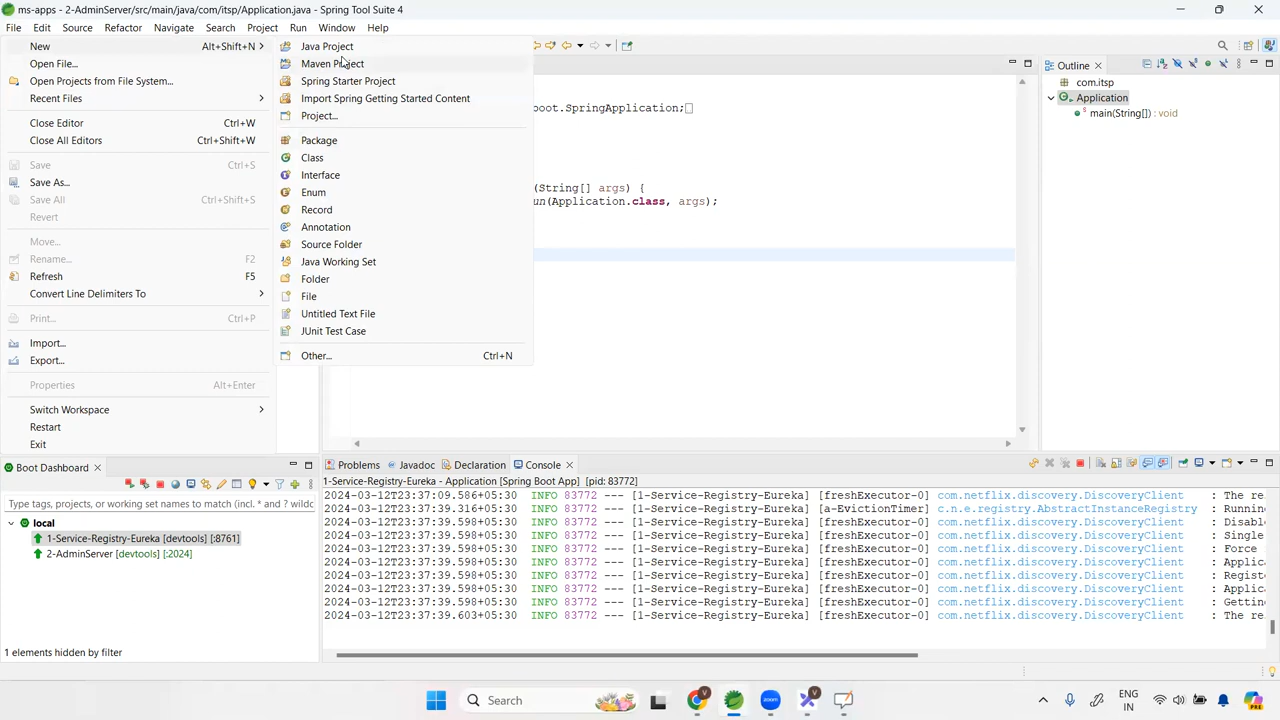 ms-apps - 2-AdminServer/src/main/java/com/itsp/Application.java - Spring Tool Suite 4
File Edit Source Refactor Navigate Search Project Run Window Help
New Alt+Shift+N
Open File...
Open Projects from File System...
Recent Files
Close Editor Ctrl+W
Close All Editors Ctrl+Shift+W
Save Ctrl+S
Save As...
Save All Ctrl+Shift+S
Revert
Move...
Rename... F2
Refresh F5
Convert Line Delimiters To
Print... Ctrl+P
Import...
Export...
Properties Alt+Enter
Switch Workspace
Restart
Exit
Java Project
Maven Project
Spring Starter Project
Import Spring Getting Started Content
Project...
Package
Class
Interface
Enum
Record
Annotation
Source Folder
Java Working Set
Folder
File
Untitled Text File
JUnit Test Case
Other... Ctrl+N
boot.SpringApplication;
(String[] args) {
un(Application.class, args);
Outline
com.itsp
Application
main(String[]) : void
Boot Dashboard
Type tags, projects, or working set names to match (incl. * and ? wildc
local
1-Service-Registry-Eureka [devtools] [:8761]
2-AdminServer [devtools] [:2024]
1 elements hidden by filter
Problems Javadoc Declaration Console
1-Service-Registry-Eureka - Application [Spring Boot App] [pid: 83772]
2024-03-12T23:37:09.586+05:30 INFO 83772 --- [1-Service-Registry-Eureka] [freshExecutor-0] com.netflix.discovery.DiscoveryClient : The re
2024-03-12T23:37:39.316+05:30 INFO 83772 --- [1-Service-Registry-Eureka] [a-EvictionTimer] c.n.e.registry.AbstractInstanceRegistry : Runnin
2024-03-12T23:37:39.598+05:30 INFO 83772 --- [1-Service-Registry-Eureka] [freshExecutor-0] com.netflix.discovery.DiscoveryClient : Disabl
2024-03-12T23:37:39.598+05:30 INFO 83772 --- [1-Service-Registry-Eureka] [freshExecutor-0] com.netflix.discovery.DiscoveryClient : Single
2024-03-12T23:37:39.598+05:30 INFO 83772 --- [1-Service-Registry-Eureka] [freshExecutor-0] com.netflix.discovery.DiscoveryClient : Force
2024-03-12T23:37:39.598+05:30 INFO 83772 --- [1-Service-Registry-Eureka] [freshExecutor-0] com.netflix.discovery.DiscoveryClient : Applic
2024-03-12T23:37:39.598+05:30 INFO 83772 --- [1-Service-Registry-Eureka] [freshExecutor-0] com.netflix.discovery.DiscoveryClient : Regist
2024-03-12T23:37:39.598+05:30 INFO 83772 --- [1-Service-Registry-Eureka] [freshExecutor-0] com.netflix.discovery.DiscoveryClient : Applic
2024-03-12T23:37:39.598+05:30 INFO 83772 --- [1-Service-Registry-Eureka] [freshExecutor-0] com.netflix.discovery.DiscoveryClient : Gettin
2024-03-12T23:37:39.603+05:30 INFO 83772 --- [1-Service-Registry-Eureka] [freshExecutor-0] com.netflix.discovery.DiscoveryClient : The re
Search
zoom
ENG
IN